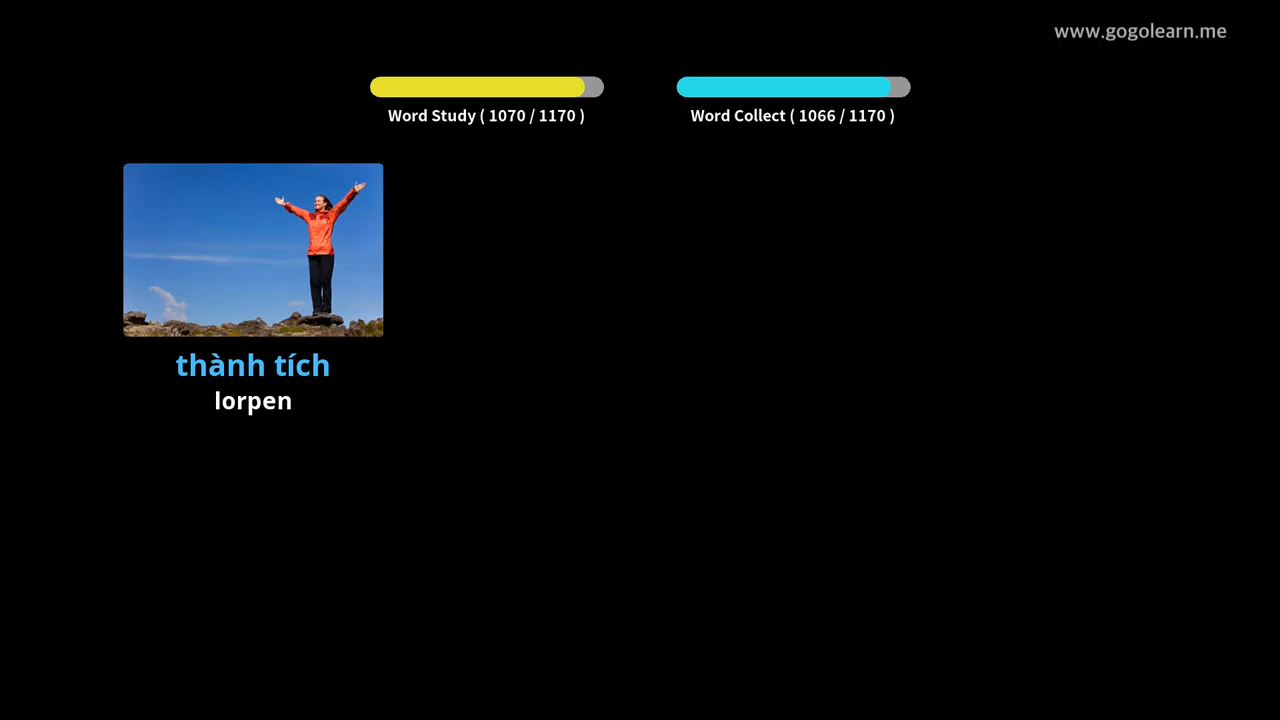 www.gogolearn.me
Word Study ( 1070 / 1170 )
Word Collect ( 1066 / 1170 )
thành tích
lorpen